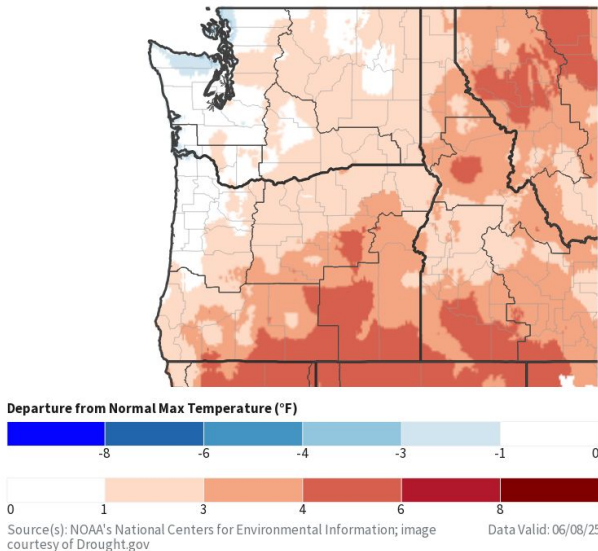 Departure from Normal Max Temperature (°F)
-8 -6 -4 -3 -1 0
0 1 3 4 6 8
Source(s): NOAA's National Centers for Environmental Information; image Data Valid: 06/08/25
courtesy of Drought.gov